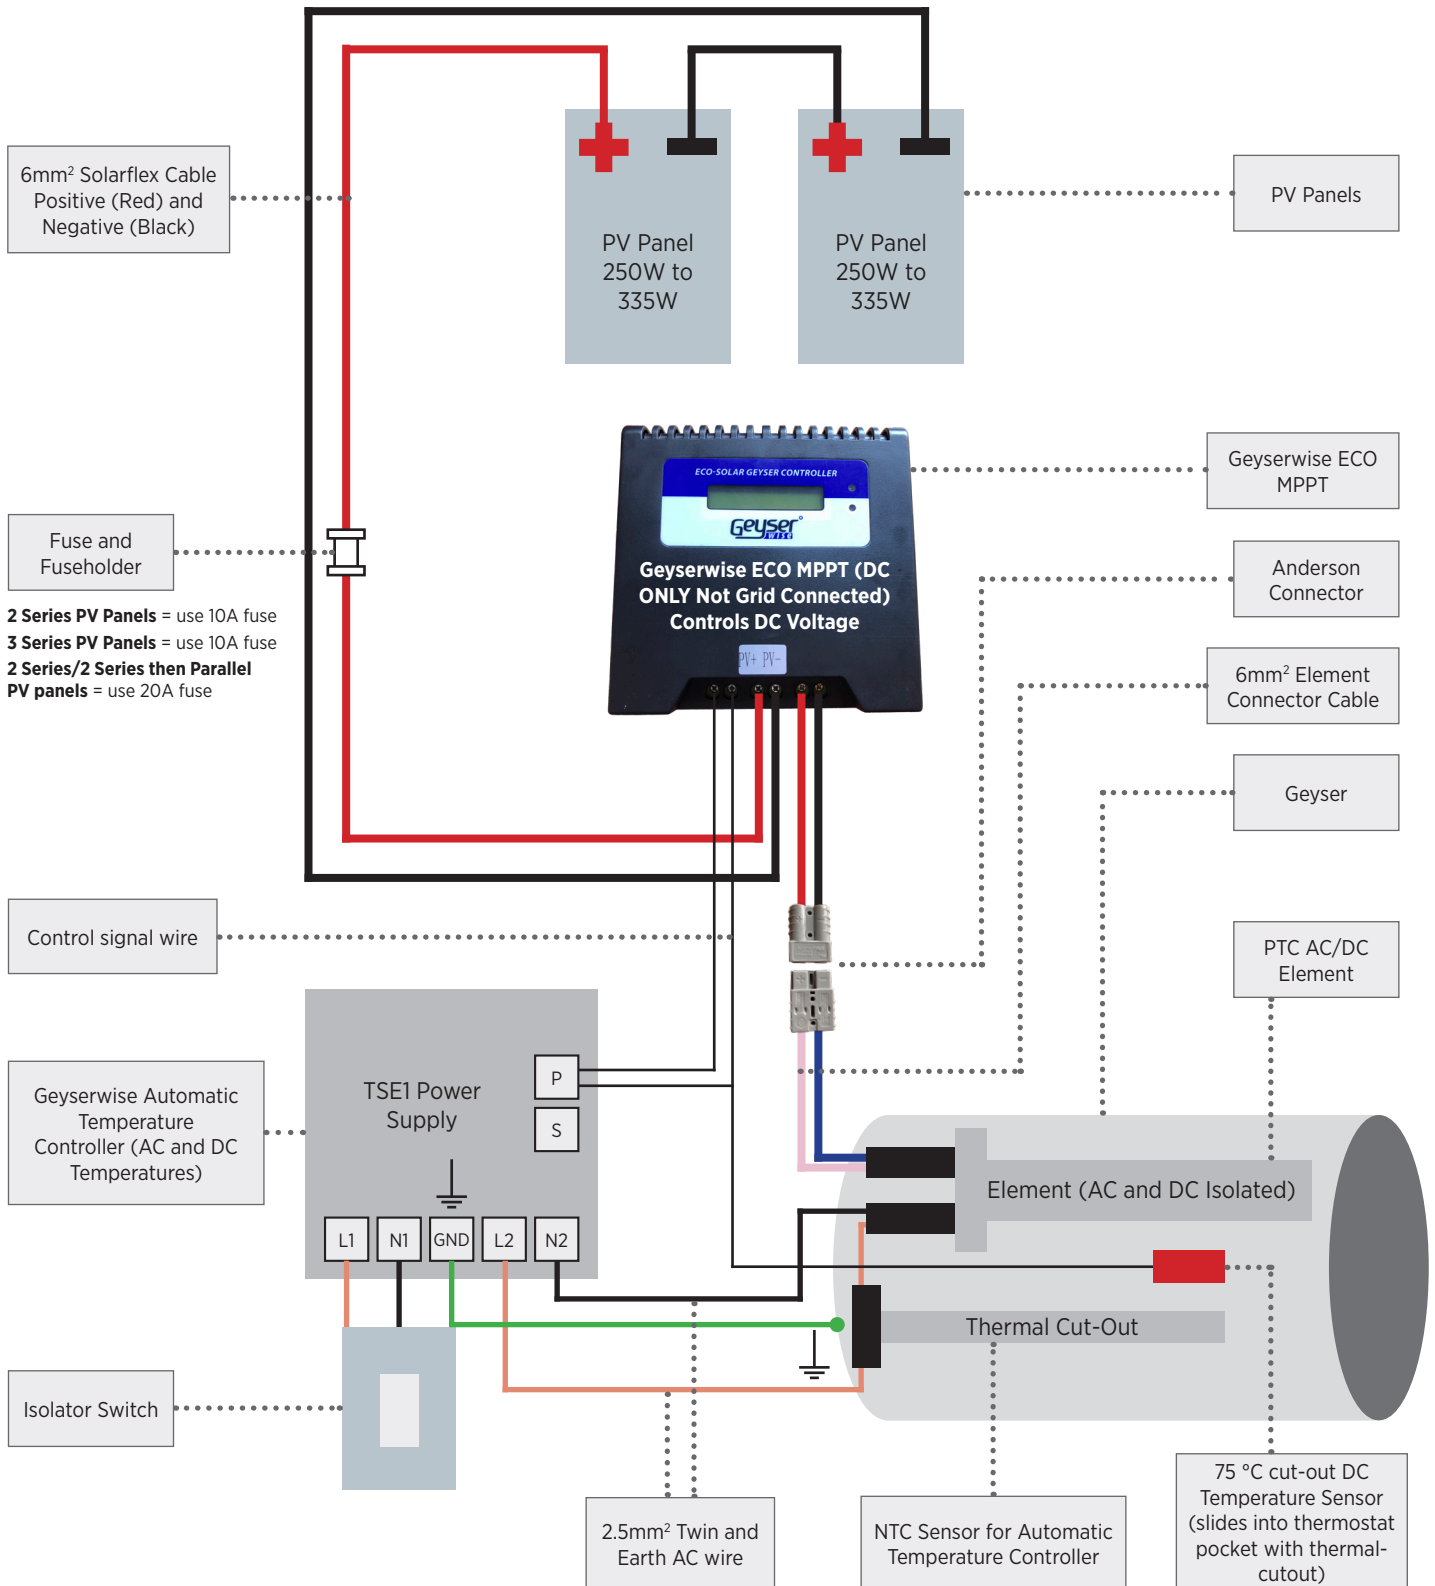 6mm² Solarflex Cable
Positive (Red) and
Negative (Black)
PV Panel
250W to
335W
PV Panel
250W to
335W
PV Panels
ECO-SOLAR GEYSER CONTROLLER
Geyser
WISE
Geyserwise ECO MPPT (DC
ONLY Not Grid Connected)
Controls DC Voltage
PV+ PV-
Geyserwise ECO
MPPT
Fuse and
Fuseholder
2 Series PV Panels = use 10A fuse
3 Series PV Panels = use 10A fuse
2 Series/2 Series then Parallel
PV panels = use 20A fuse
Anderson
Connector
6mm² Element
Connector Cable
Geyser
Control signal wire
PTC AC/DC
Element
Geyserwise Automatic
Temperature
Controller (AC and DC
Temperatures)
TSE1 Power
Supply
P
S
L1
N1
GND
L2
N2
Element (AC and DC Isolated)
Thermal Cut-Out
Isolator Switch
2.5mm² Twin and
Earth AC wire
NTC Sensor for Automatic
Temperature Controller
75 °C cut-out DC
Temperature Sensor
(slides into thermostat
pocket with thermal-
cutout)